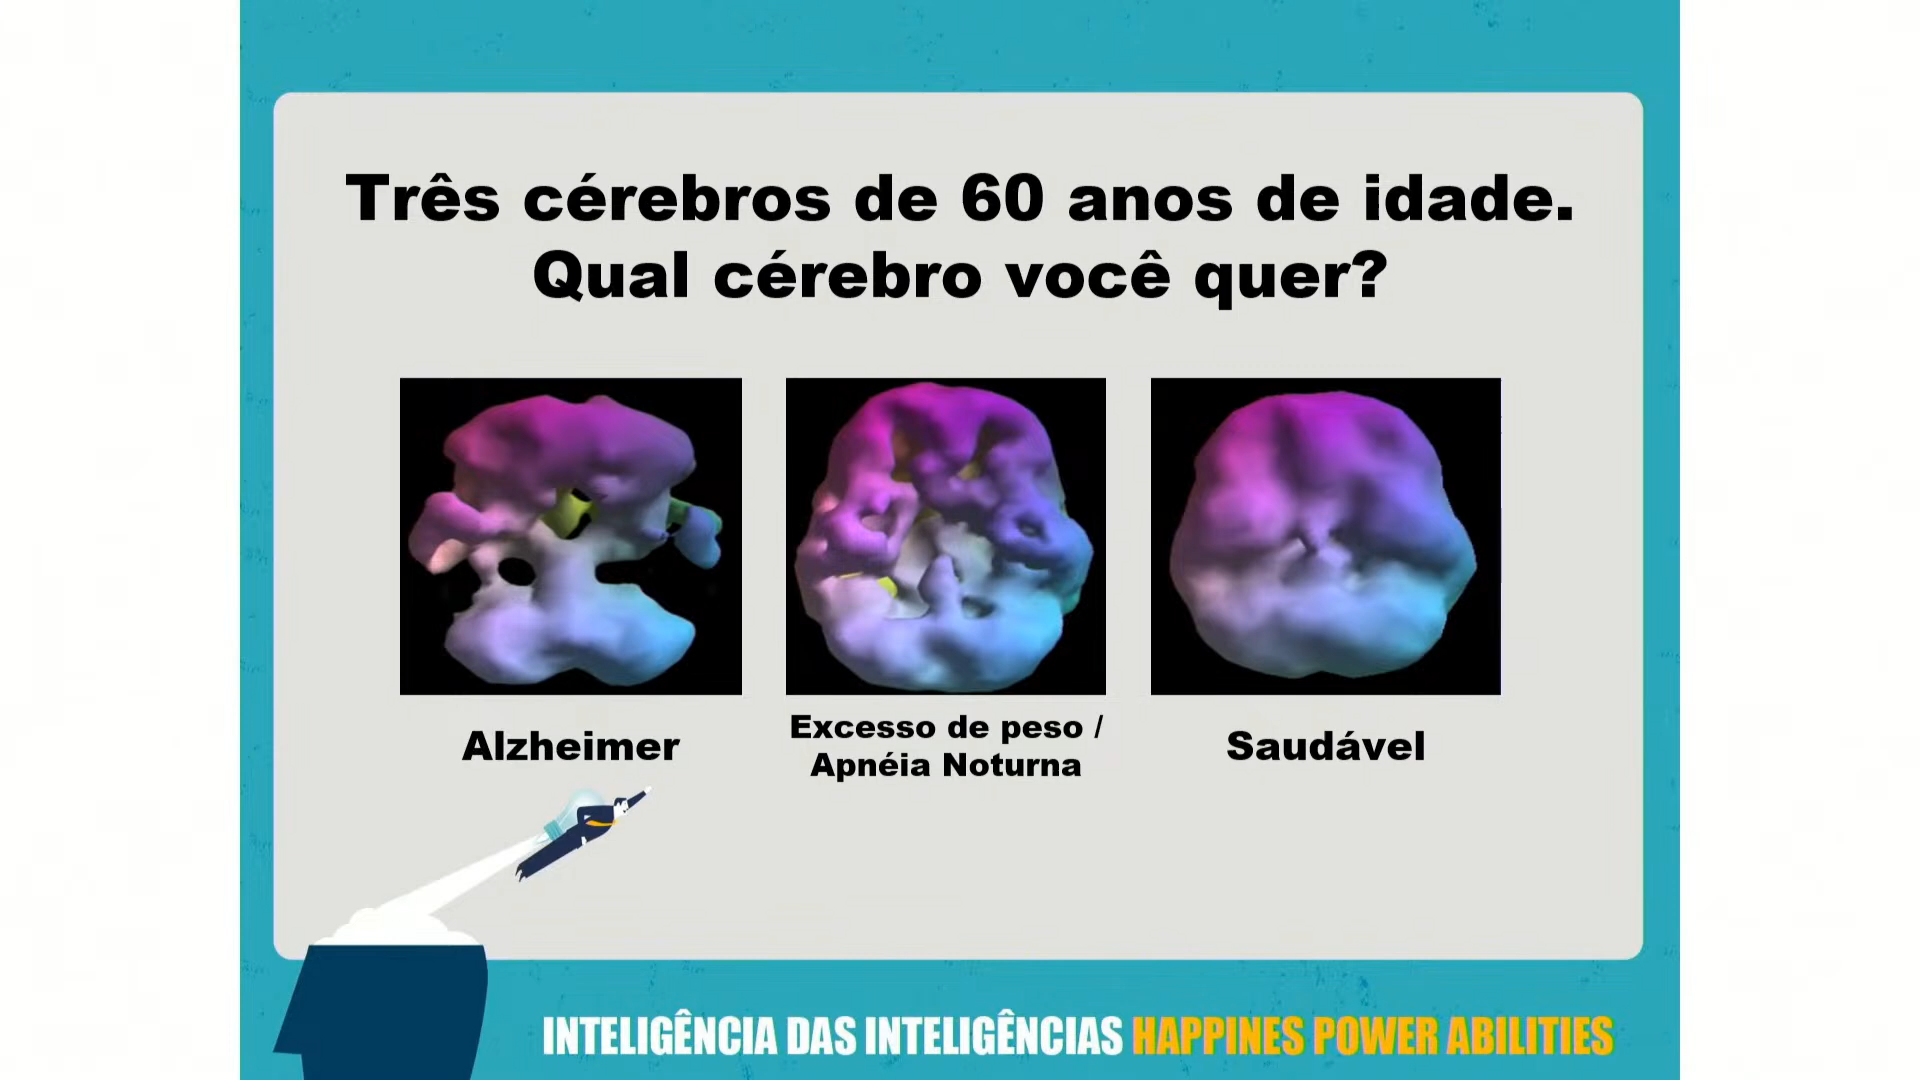 Três cérebros de 60 anos de idade.
Qual cérebro você quer?
Alzheimer
Excesso de peso /
Apnéia Noturna
Saudável
INTELIGÊNCIA DAS INTELIGÊNCIAS HAPPINES POWER ABILITIES